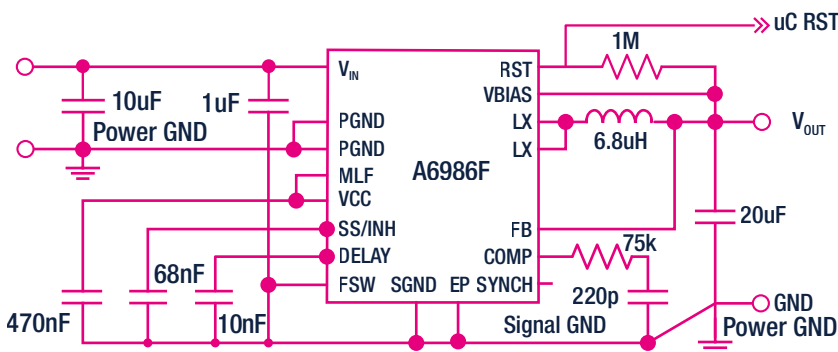 uC RST
1M
VIN
RST
10uF
1uF
VBIAS
Power GND
PGND
LX
VOUT
PGND
LX
6.8uH
MLF
A6986F
VCC
20uF
SS/INH
FB
75k
DELAY
COMP
68nF
FSW
SGND
EP
SYNCH
220p
GND
470nF
10nF
Signal GND
Power GND